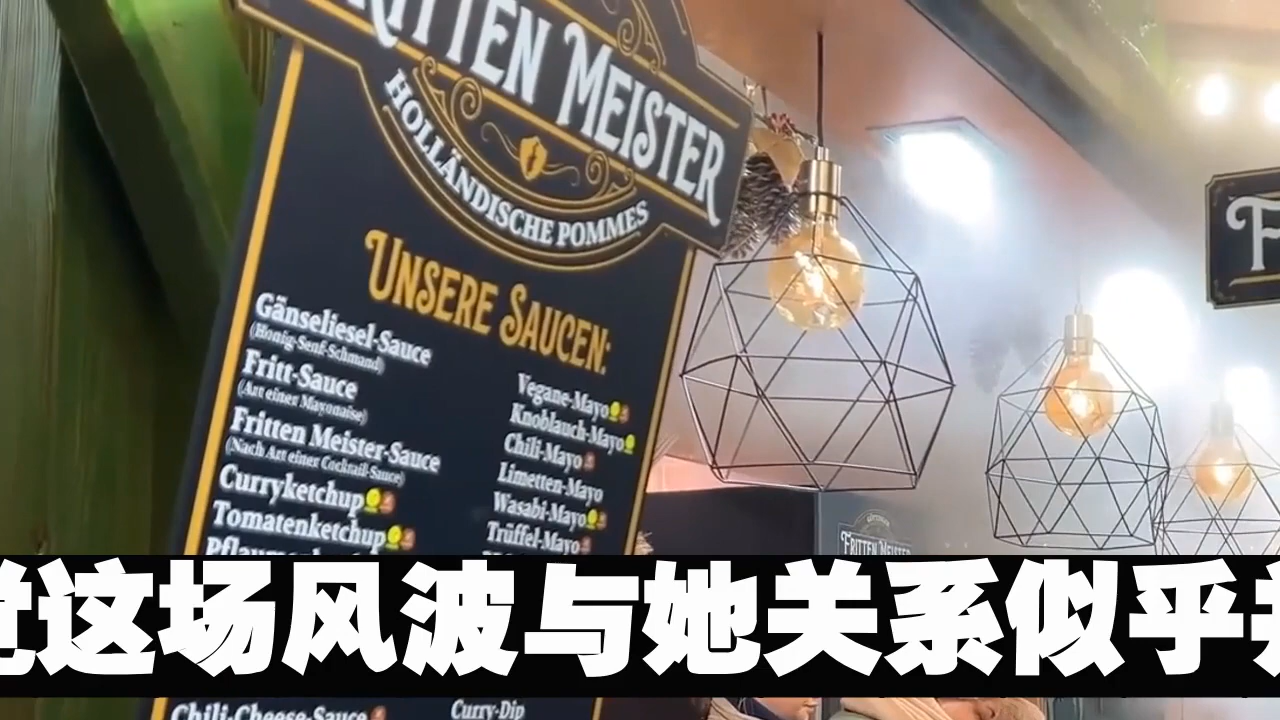 FRITTEN MEISTER
HOLLÄNDISCHE POMMES
UNSERE SAUCEN:
Gänseliesel-Sauce
(Honig-Senf-Schmand)
Fritt-Sauce
(Art einer Mayonaise)
Fritten Meister-Sauce
(Nach Art einer Cocktail-Sauce)
Curryketchup
Tomatenketchup
Vegane-Mayo
Knoblauch-Mayo
Chili-Mayo
Limetten-Mayo
Wasabi-Mayo
Trüffel-Mayo
FRITTEN MEISTER
这场风波与她关系似乎
Chili-Cheese-Sauce
Curry-Dip